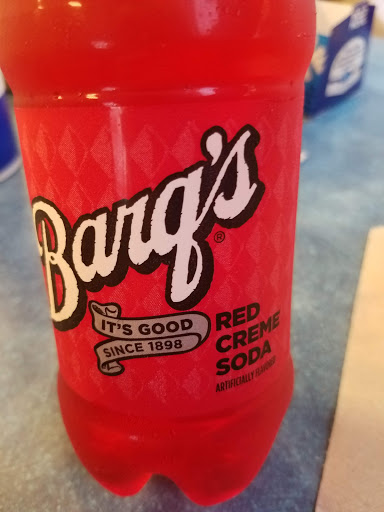 Barq's®
IT'S GOOD
SINCE 1898
RED
CREME
SODA
ARTIFICIALLY FLAVORED